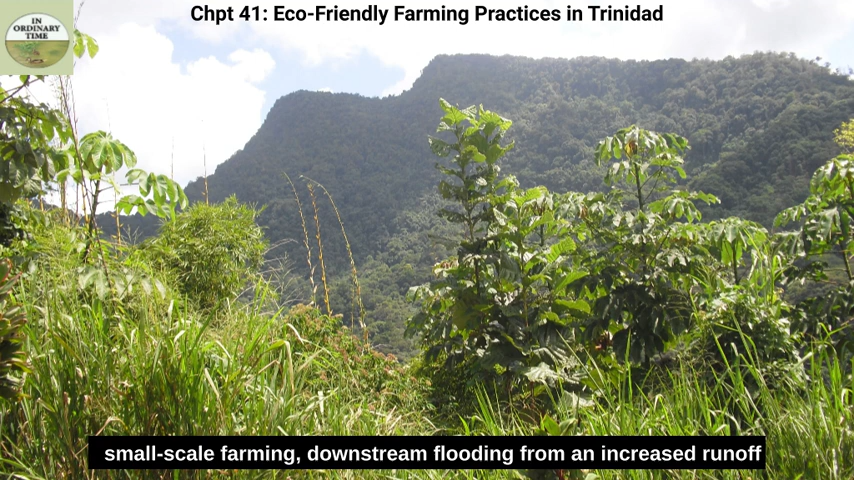 Chpt 41: Eco-Friendly Farming Practices in Trinidad
IN
ORDINARY
TIME
small-scale farming, downstream flooding from an increased runoff